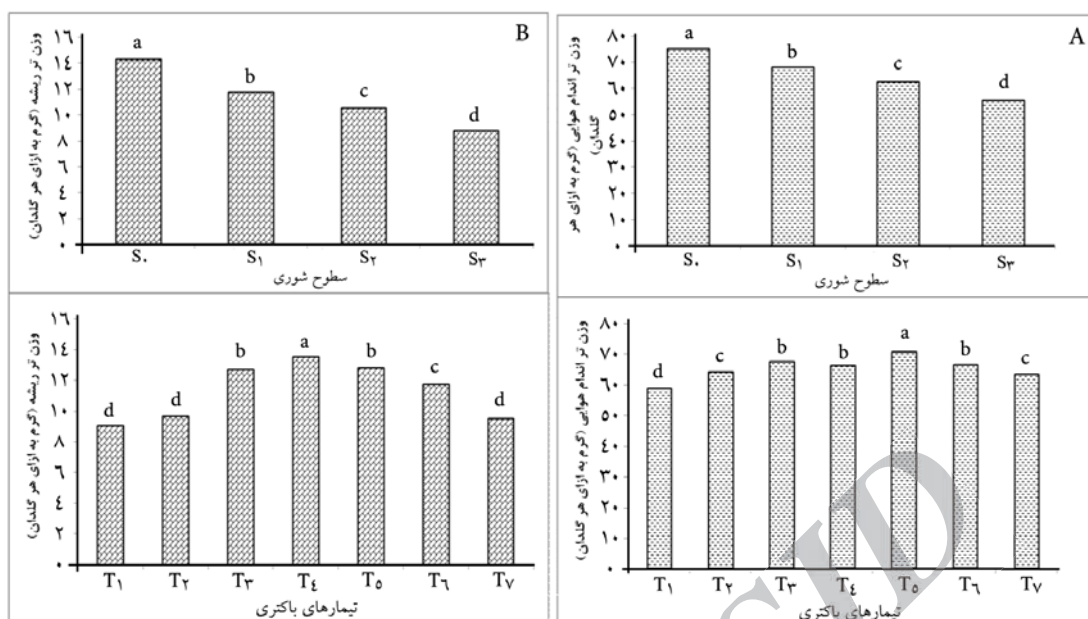 A
وزن تر اندام هوایی (گرم به ازای هر
گلدان)
۸۰
۷۰
۶۰
۵۰
۴۰
۳۰
۲۰
۱۰
۰
a
b
c
d
S۰ S۱ S۲ S۳
سطوح شوری
B
وزن تر ریشه (گرم به ازای هر گلدان)
۱۶
۱۴
۱۲
۱۰
۸
۶
۴
۲
۰
a
b
c
d
S۰ S۱ S۲ S۳
سطوح شوری
وزن تر اندام هوایی (گرم به ازای هر گلدان)
۸۰
۷۰
۶۰
۵۰
۴۰
۳۰
۲۰
۱۰
۰
d c b b a b c
T۱ T۲ T۳ T۴ T۵ T۶ T۷
تیمارهای باکتری
وزن تر ریشه (گرم به ازای هر گلدان)
۱۶
۱۴
۱۲
۱۰
۸
۶
۴
۲
۰
d d b a b c d
T۱ T۲ T۳ T۴ T۵ T۶ T۷
تیمارهای باکتری
SID